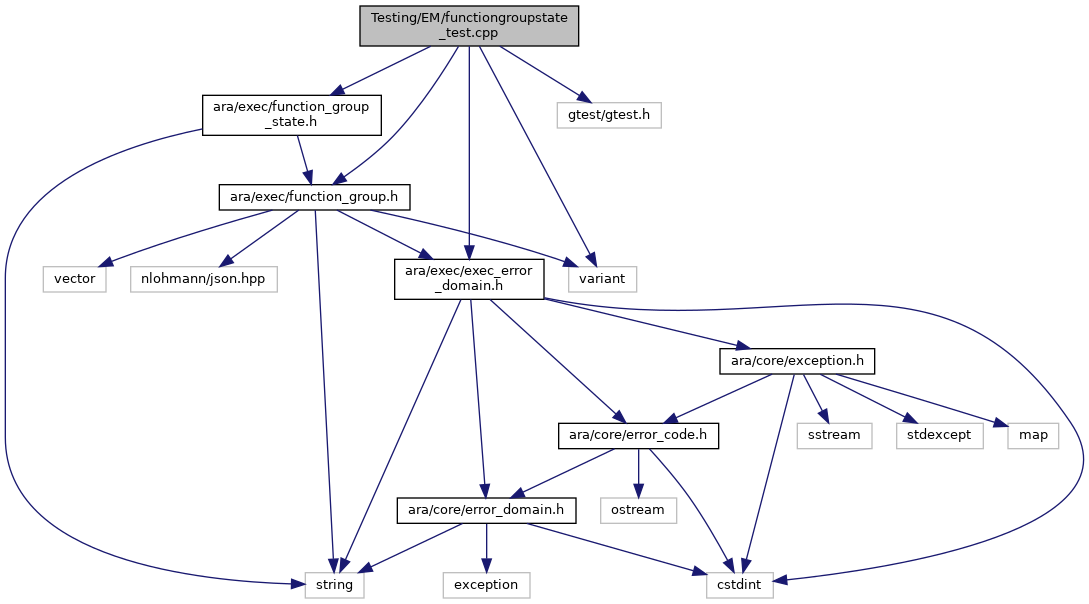 Testing/EM/functiongroupstate
_test.cpp
ara/exec/function_group
_state.h
gtest/gtest.h
ara/exec/function_group.h
vector
nlohmann/json.hpp
ara/exec/exec_error
_domain.h
variant
ara/core/exception.h
ara/core/error_code.h
sstream
stdexcept
map
ara/core/error_domain.h
ostream
string
exception
cstdint